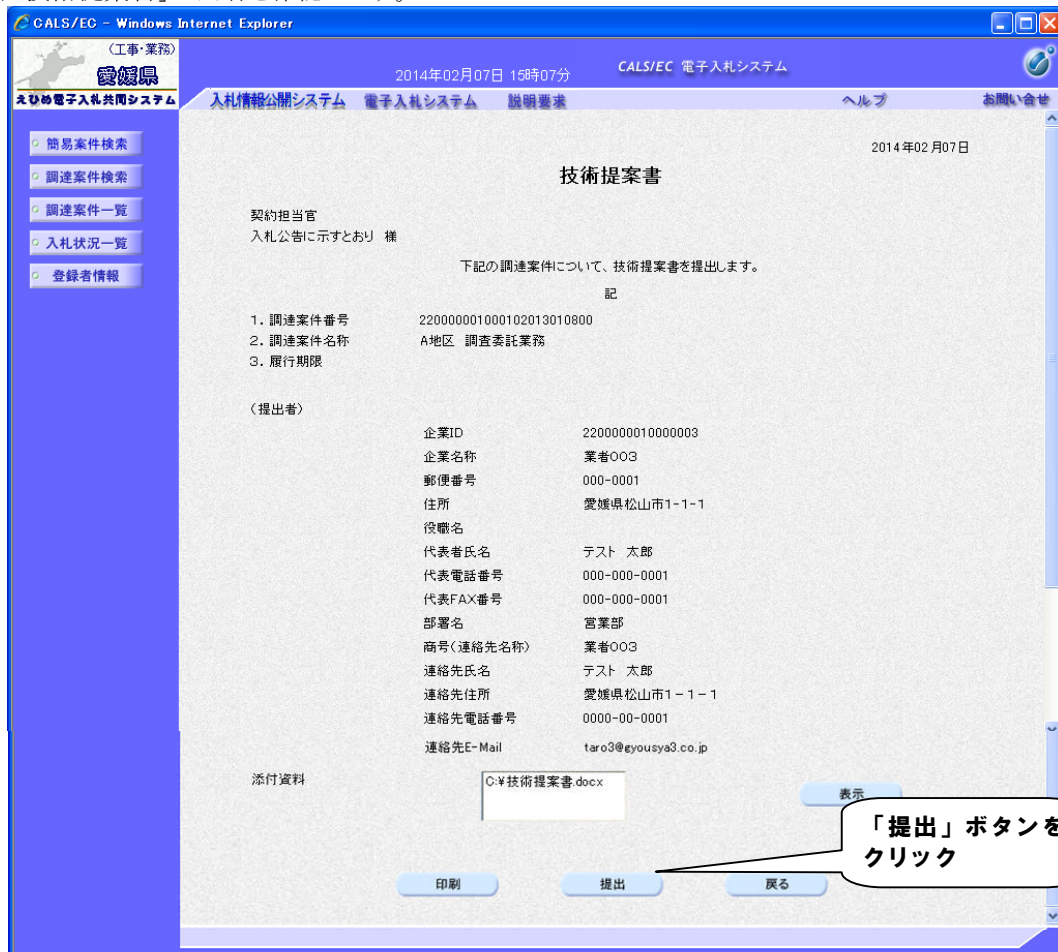 CALS/EC - Windows Internet Explorer
(工事・業務)
愛媛県
えひめ電子入札共同システム
2014年02月07日 15時07分
CALS/EC 電子入札システム
入札情報公開システム 電子入札システム 説明要求 ヘルプ お問い合せ
簡易案件検索
調達案件検索
調達案件一覧
入札状況一覧
登録者情報
2014年02月07日
技術提案書
契約担当官
入札公告に示すとおり 様
下記の調達案件について、技術提案書を提出します。
記
1.調達案件番号 2200000010001020130108​00
2.調達案件名称 A地区 調査委託業務
3.履行期限
(提出者)
企業ID 2200000010000003
企業名称 業者003
郵便番号 000-0001
住所 愛媛県松山市1-1-1
役職名
代表者氏名 テスト 太郎
代表電話番号 000-000-0001
代表FAX番号 000-000-0001
部署名 営業部
商号(連絡先名称) 業者003
連絡先氏名 テスト 太郎
連絡先住所 愛媛県松山市1-1-1
連絡先電話番号 0000-00-0001
連絡先E-Mail taro3@gyousya3.co.jp
添付資料 C:¥技術提案書.docx
表示
「提出」ボタンを
クリック
印刷 提出 戻る